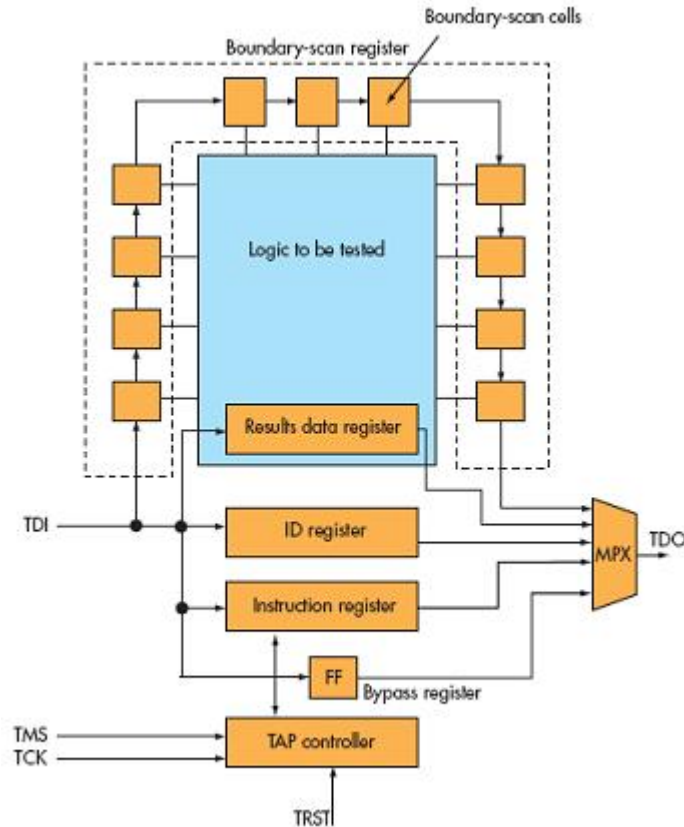 Boundary-scan cells
Boundary-scan register
Logic to be tested
Results data register
TDI
ID register
TDO
MPX
Instruction register
FF
Bypass register
TMS
TCK
TAP controller
TRST